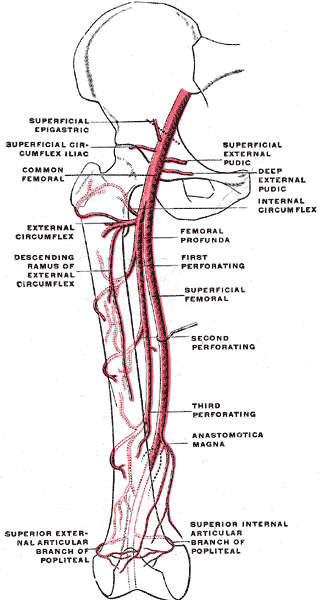 SUPERFICIAL
EPIGASTRIC
SUPERFICIAL CIR-
CUMFLEX ILIAC
COMMON
FEMORAL
SUPERFICIAL
EXTERNAL
PUDIC
DEEP
EXTERNAL
PUDIC
INTERNAL
CIRCUMFLEX
EXTERNAL
CIRCUMFLEX
FEMORAL
PROFUNDA
DESCENDING
RAMUS OF
EXTERNAL
CIRCUMFLEX
FIRST
PERFORATING
SUPERFICIAL
FEMORAL
SECOND
PERFORATING
THIRD
PERFORATING
ANASTOMOTICA
MAGNA
SUPERIOR EXTER-
NAL ARTICULAR
BRANCH OF
POPLITEAL
SUPERIOR INTERNAL
ARTICULAR
BRANCH OF
POPLITEAL